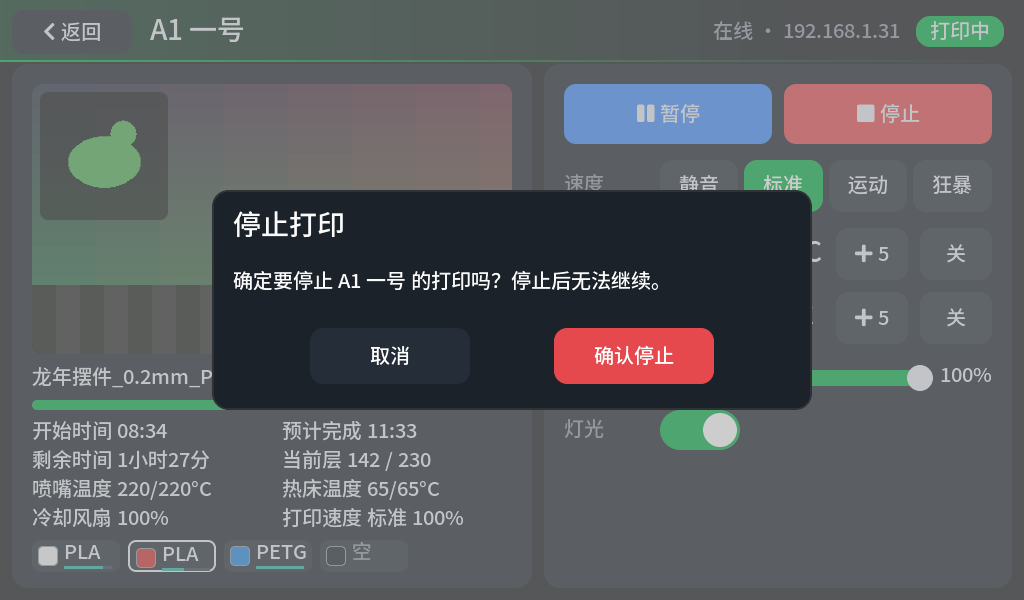 返回
A1 一号
在线 • 192.168.1.31
打印中
暂停
停止
速度
静音
标准
运动
狂暴
停止打印
确定要停止 A1 一号 的打印吗？停止后无法继续。
取消
确认停止
+ 5
关
+ 5
关
100%
龙年摆件_0.2mm_P
灯光
开始时间 08:34
预计完成 11:33
剩余时间 1小时27分
当前层 142 / 230
喷嘴温度 220/220°C
热床温度 65/65°C
冷却风扇 100%
打印速度 标准 100%
PLA
PLA
PETG
空